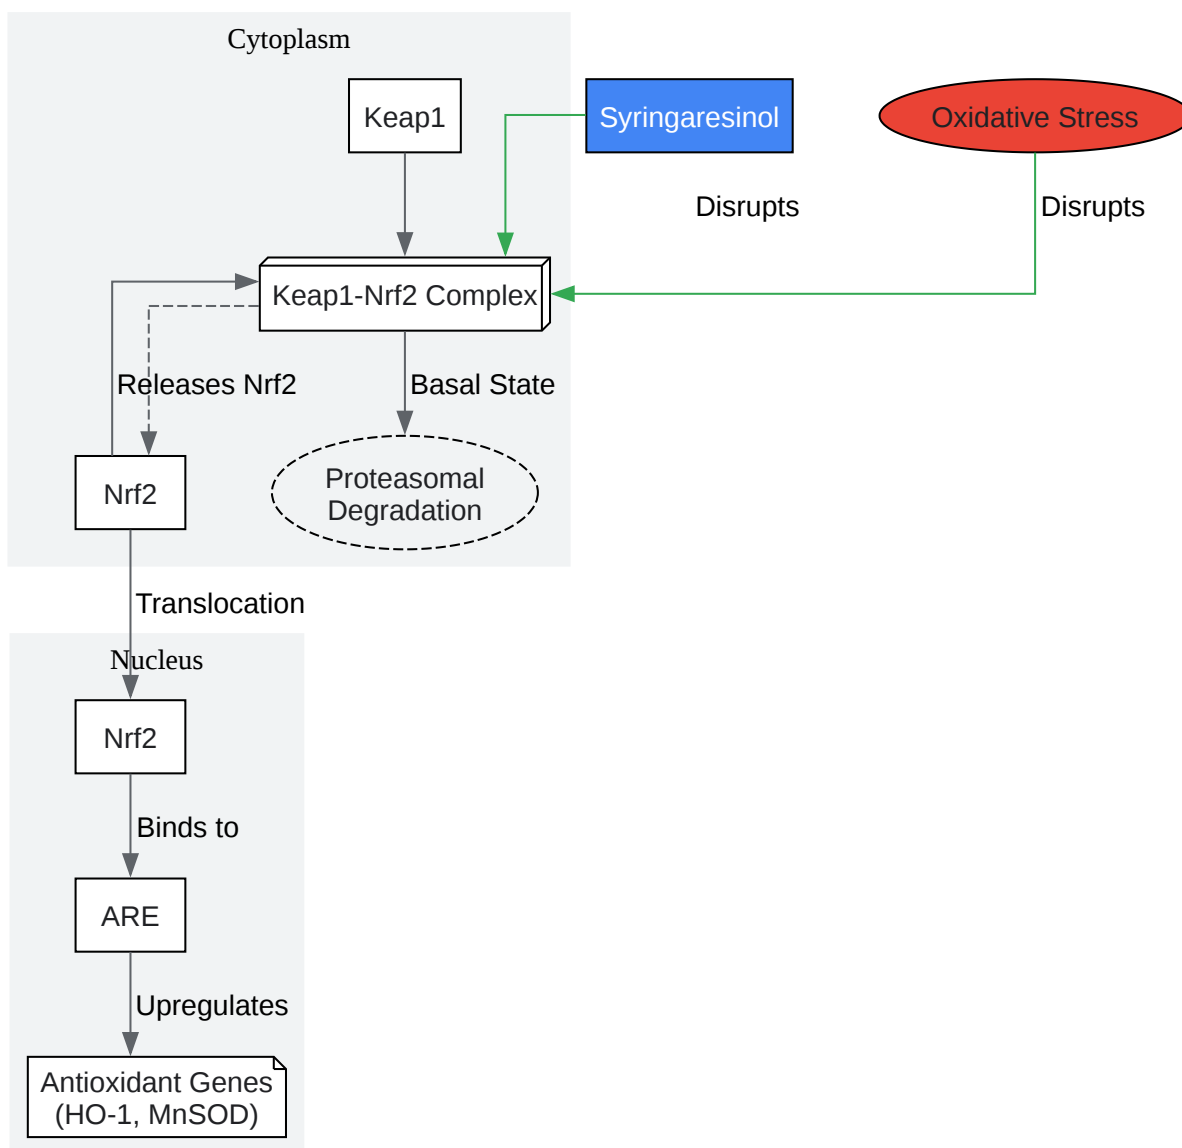 Cytoplasm
Keap1
Syringaresinol
Oxidative Stress
Disrupts
Disrupts
Keap1-Nrf2 Complex
Releases Nrf2
Basal State
Nrf2
Proteasomal
Degradation
Translocation
Nucleus
Nrf2
Binds to
ARE
Upregulates
Antioxidant Genes
(HO-1, MnSOD)